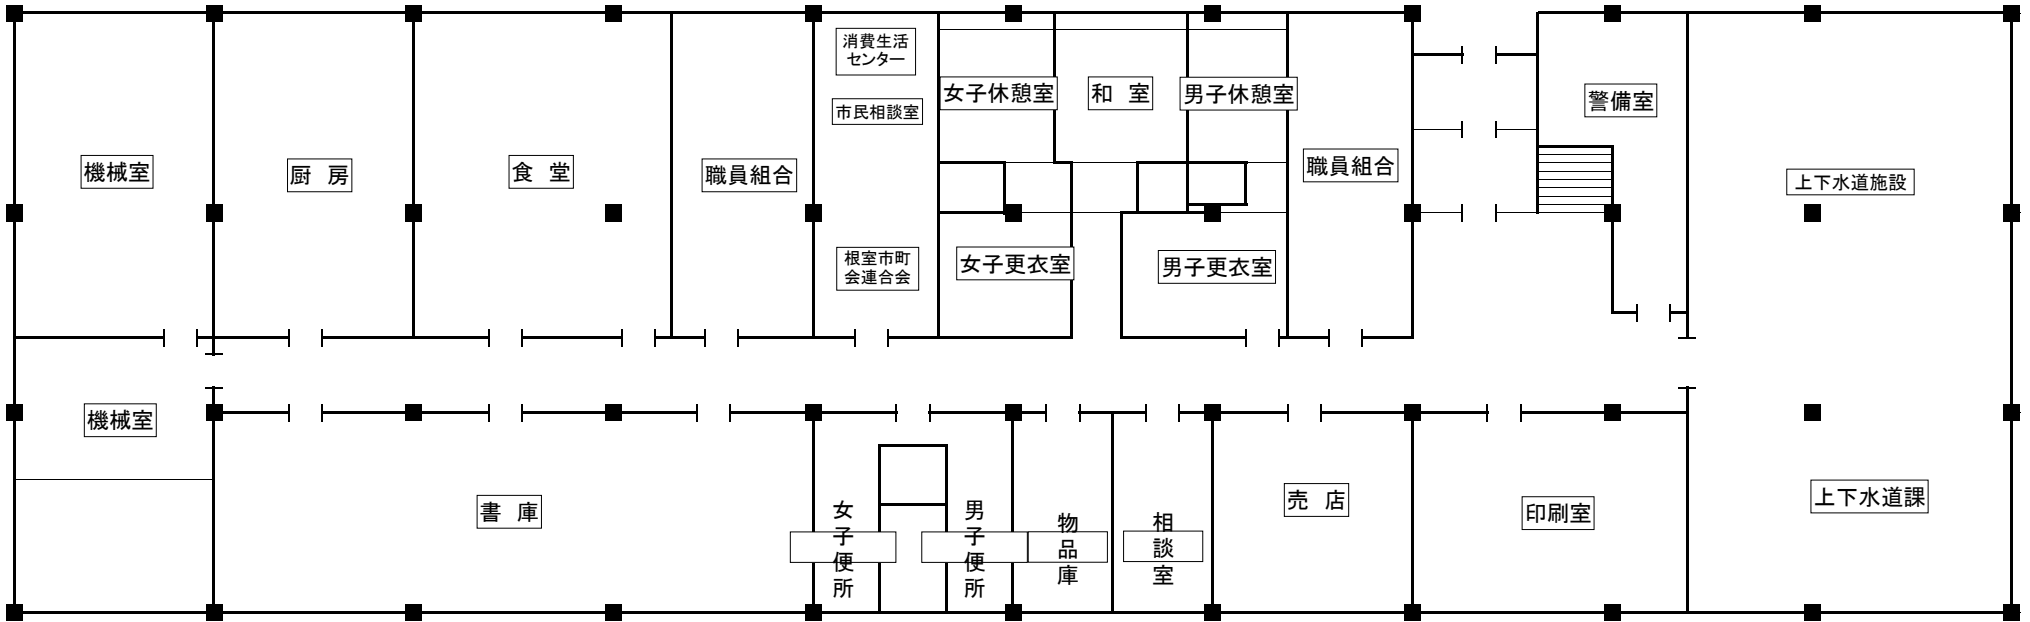 消費生活
センター
女子休憩室
和　室
男子休憩室
警備室
市民相談室
機械室
厨　房
食　堂
職員組合
職員組合
上下水道施設
根室市町
会連合会
女子更衣室
男子更衣室
機械室
書　庫
女子便所
男子便所
物品庫
相談室
売　店
印刷室
上下水道課